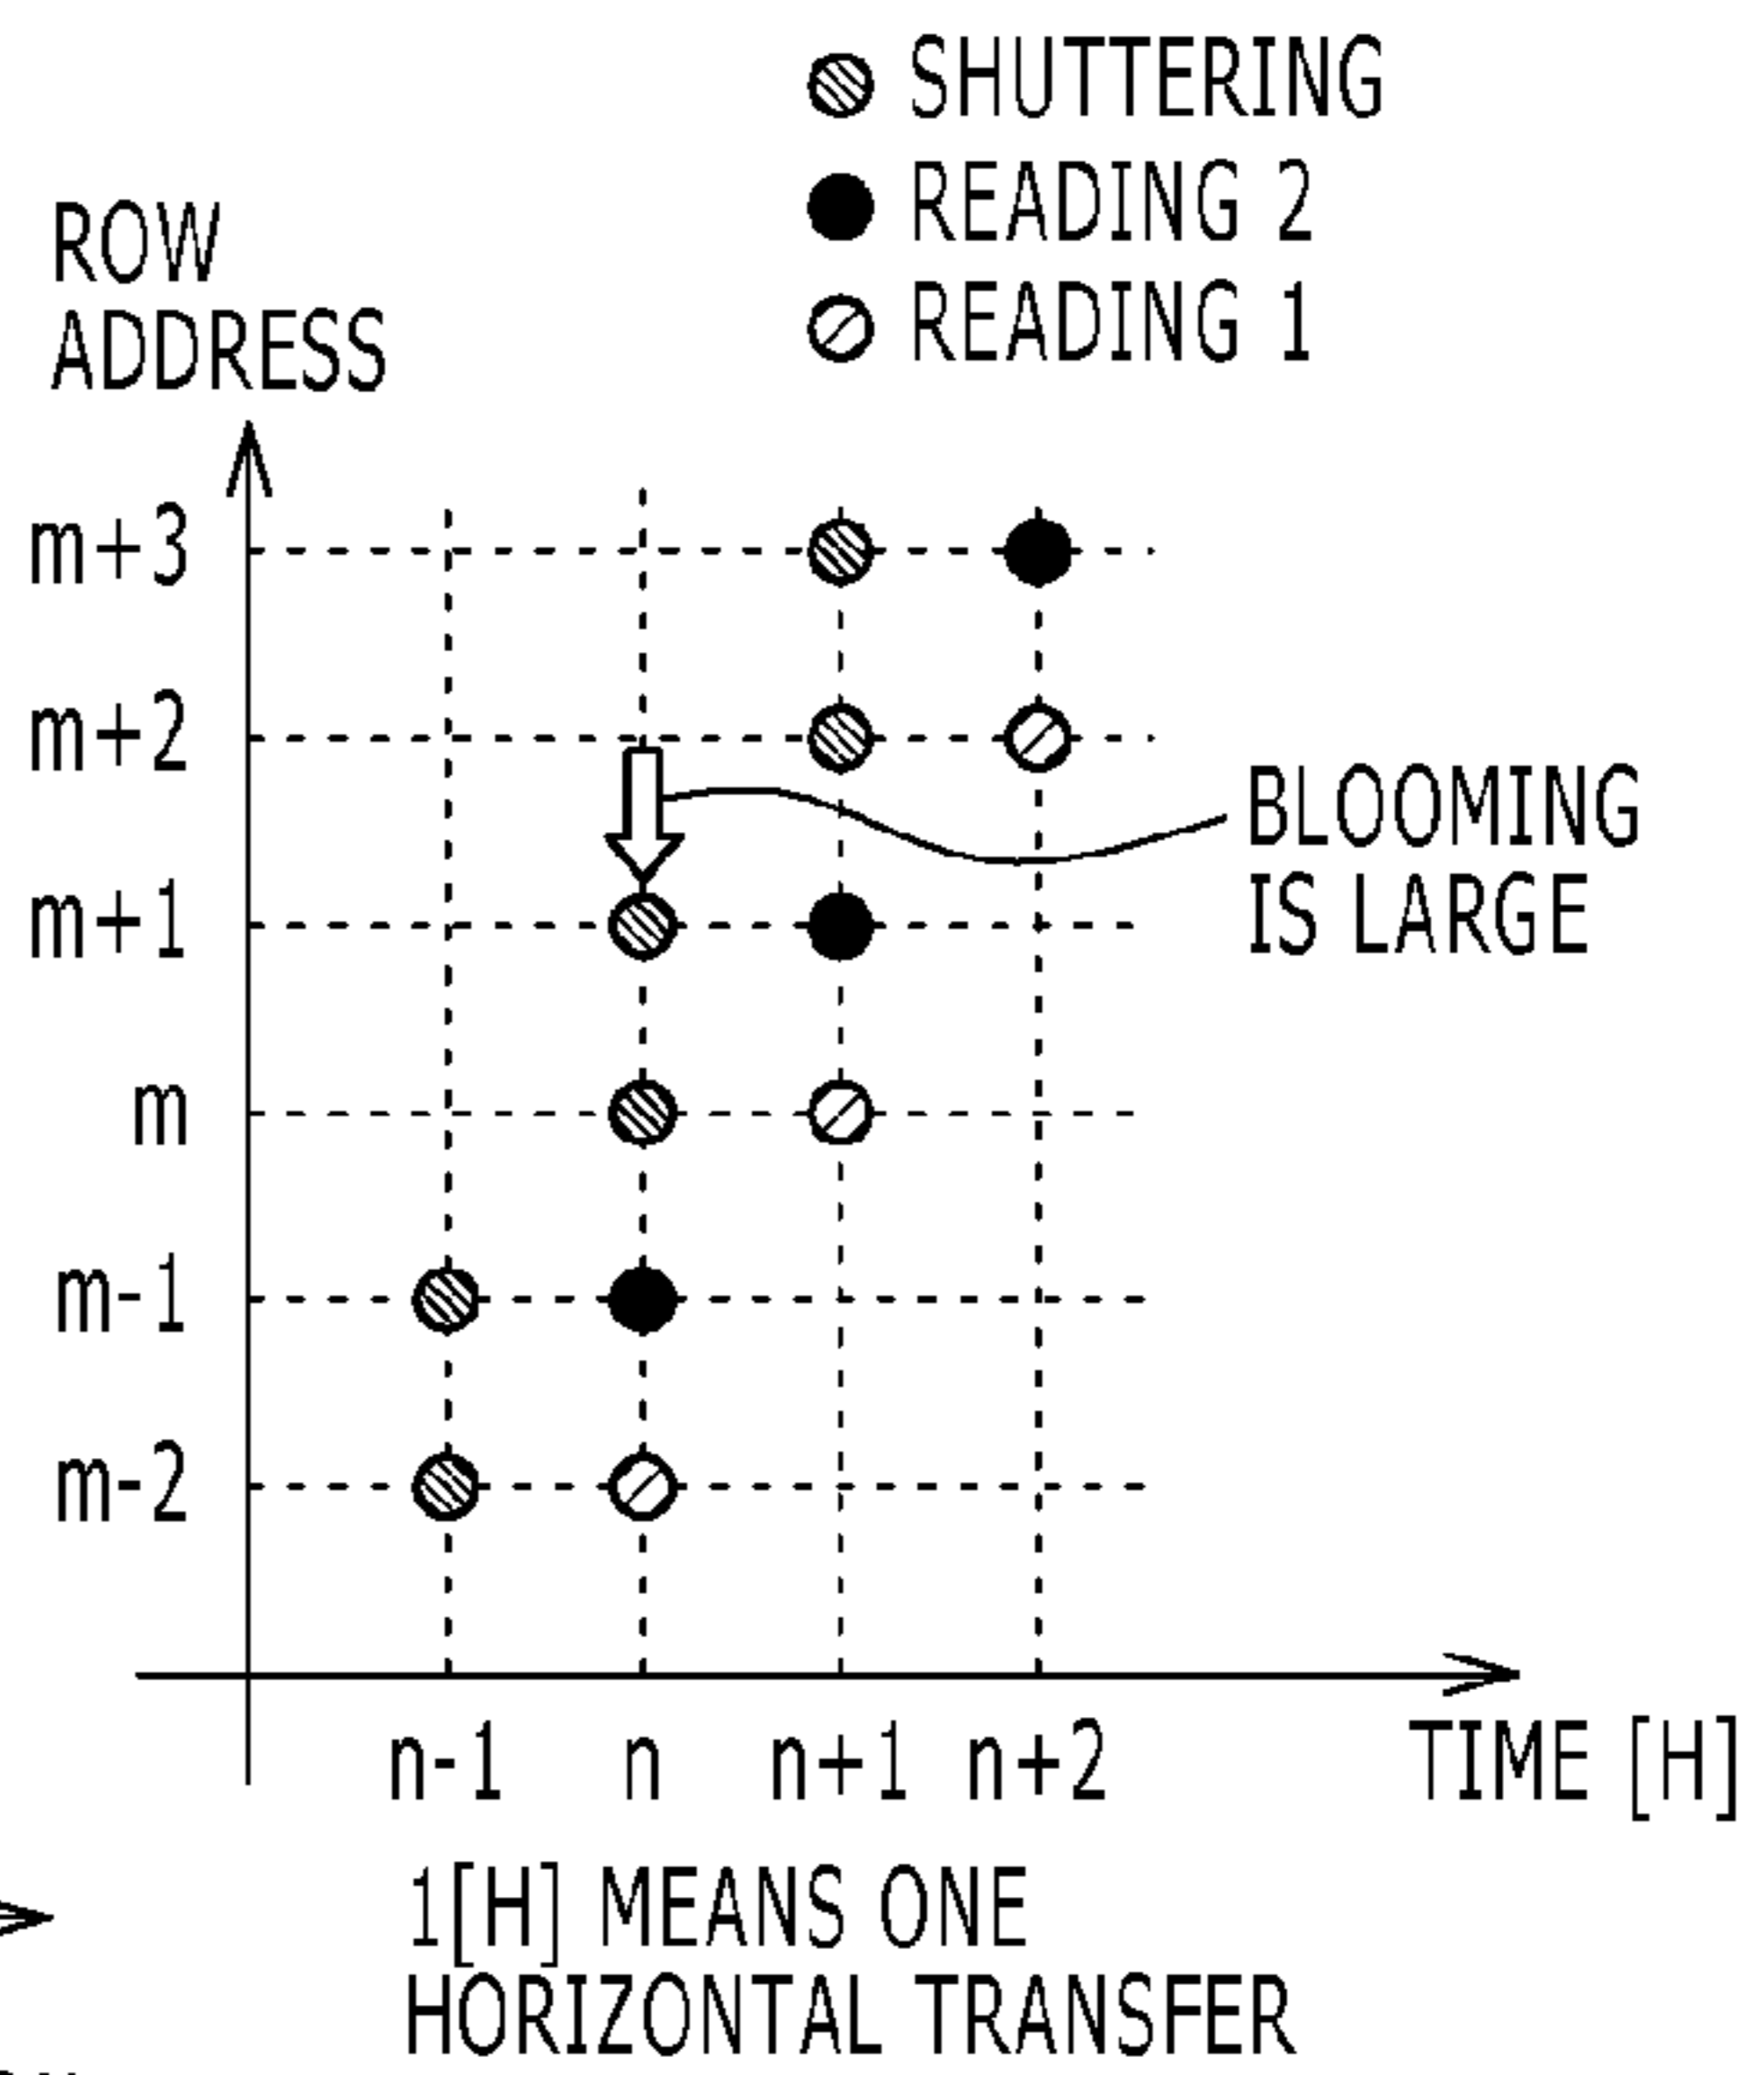 SHUTTERING
READING 2
READING 1
ROW
ADDRESS
m+3
m+2
BLOOMING
IS LARGE
m+1
m
m-1
m-2
n-1 n n+1 n+2 TIME [H]
1[H] MEANS ONE
HORIZONTAL TRANSFER